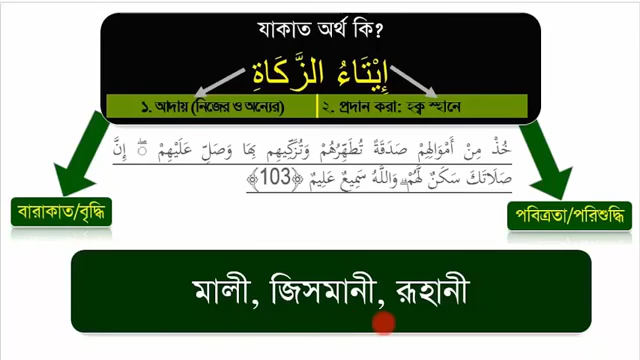 যাকাত অর্থ কি?
إِيْتَاءُ الزَّكَاةِ
১. আদায় (নিজের ও অন্যের) ২. প্রদান করা: হক্ব স্থানে
خُذْ مِنْ أَمْوَالِهِمْ صَدَقَةً تُطَهِّرُهُمْ وَتُزَكِّيهِم بِهَا وَصَلِّ عَلَيْهِمْ ۖ إِنَّ
صَلَاتَكَ سَكَنٌ لَّهُمْ ۗ وَاللَّهُ سَمِيعٌ عَلِيمٌ ﴿103﴾
বারাকাত/বৃদ্ধি
পবিত্রতা/পরিশুদ্ধি
মালী, জিসমানী, রূহানী